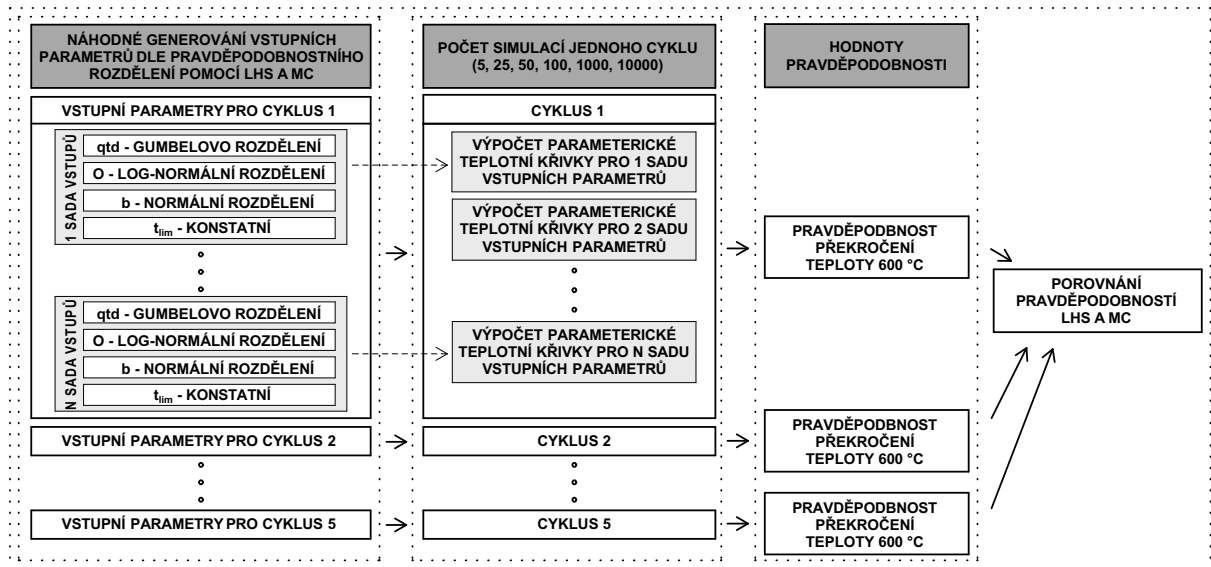 NÁHODNÉ GENEROVÁNÍ VSTUPNÍCH
PARAMETRŮ DLE PRAVDĚPODOBNOSTNÍHO
ROZDĚLENÍ POMOCÍ LHS A MC
VSTUPNÍ PARAMETRY PRO CYKLUS 1
1 SADA VSTUPŮ
qtd - GUMBELOVO ROZDĚLENÍ
O - LOG-NORMÁLNÍ ROZDĚLENÍ
b - NORMÁLNÍ ROZDĚLENÍ
tlim - KONSTATNÍ
N SADA VSTUPŮ
qtd - GUMBELOVO ROZDĚLENÍ
O - LOG-NORMÁLNÍ ROZDĚLENÍ
b - NORMÁLNÍ ROZDĚLENÍ
tlim - KONSTATNÍ
VSTUPNÍ PARAMETRY PRO CYKLUS 2
VSTUPNÍ PARAMETRY PRO CYKLUS 5
POČET SIMULACÍ JEDNOHO CYKLU
(5, 25, 50, 100, 1000, 10000)
CYKLUS 1
VÝPOČET PARAMETERICKÉ
TEPLOTNÍ KŘIVKY PRO 1 SADU
VSTUPNÍCH PARAMETRŮ
VÝPOČET PARAMETERICKÉ
TEPLOTNÍ KŘIVKY PRO 2 SADU
VSTUPNÍCH PARAMETRŮ
VÝPOČET PARAMETERICKÉ
TEPLOTNÍ KŘIVKY PRO N SADU
VSTUPNÍCH PARAMETRŮ
CYKLUS 2
CYKLUS 5
HODNOTY
PRAVDĚPODOBNOSTI
PRAVDĚPODBNOST
PŘEKROČENÍ
TEPLOTY 600 °C
PRAVDĚPODBNOST
PŘEKROČENÍ
TEPLOTY 600 °C
PRAVDĚPODBNOST
PŘEKROČENÍ
TEPLOTY 600 °C
POROVNÁNÍ
PRAVDĚPODOBNOSTÍ
LHS A MC